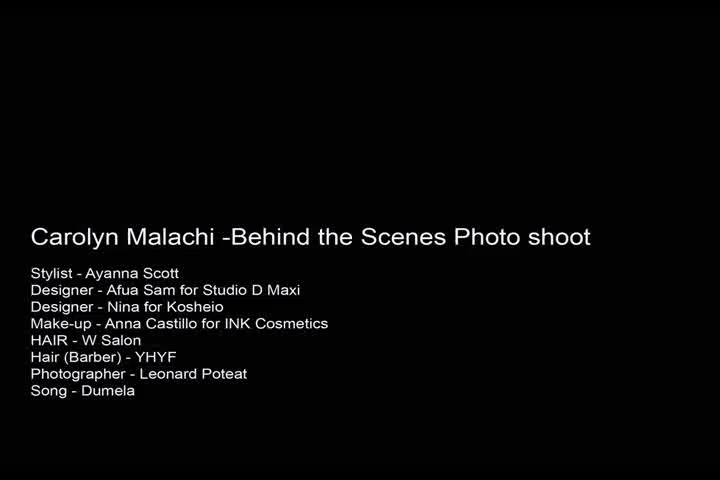 Carolyn Malachi -Behind the Scenes Photo shoot
Stylist - Ayanna Scott
Designer - Afua Sam for Studio D Maxi
Designer - Nina for Kosheio
Make-up - Anna Castillo for INK Cosmetics
HAIR - W Salon
Hair (Barber) - YHYF
Photographer - Leonard Poteat
Song - Dumela